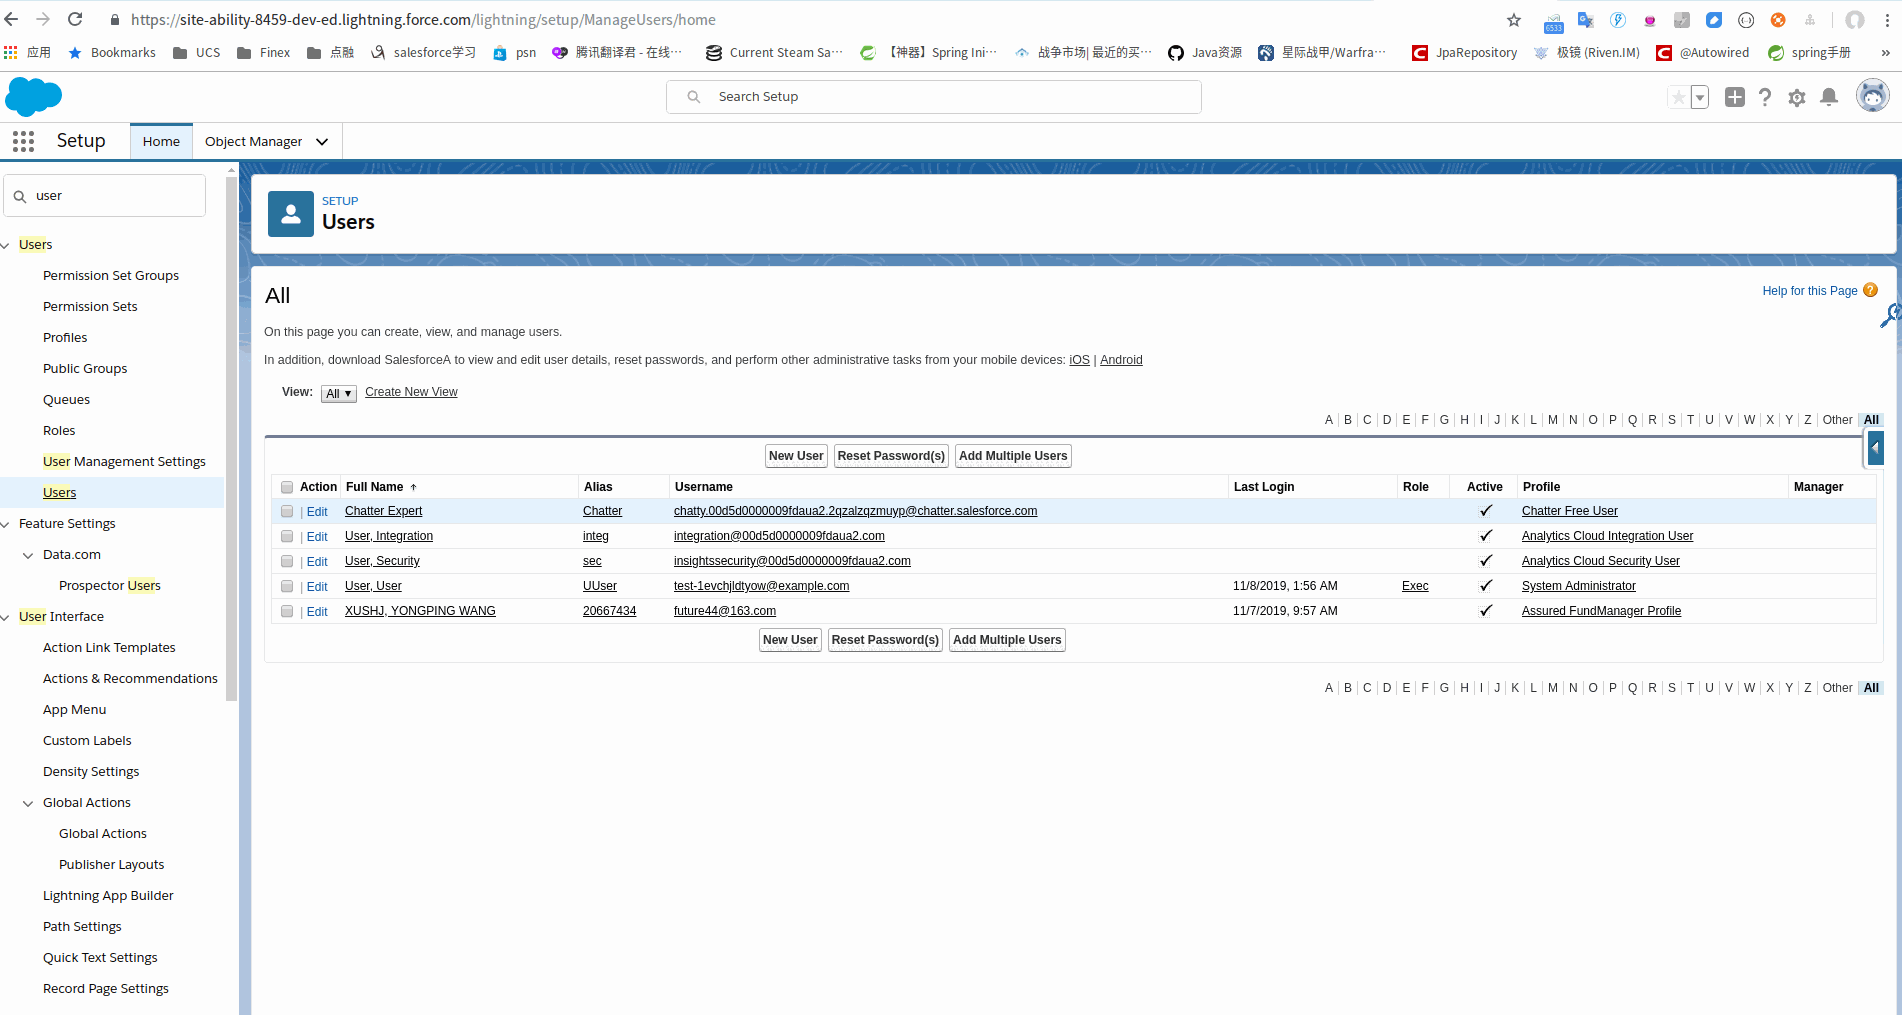 https://site-ability-8459-dev-ed.lightning.force.com/lightning/setup/ManageUsers/home
6533
应用 Bookmarks UCS Finex 点融 salesforce学习 psn 腾讯翻译君 - 在线… Current Steam Sa… 【神器】Spring Ini… 战争市场| 最近的买… Java资源 星际战甲/Warfra… JpaRepository 极镜 (Riven.IM) @Autowired spring手册 »
Search Setup
Setup Home Object Manager
user
SETUP
Users
Users
Permission Set Groups
Permission Sets
Profiles
Public Groups
Queues
Roles
User Management Settings
Users
Feature Settings
Data.com
Prospector Users
User Interface
Action Link Templates
Actions & Recommendations
App Menu
Custom Labels
Density Settings
Global Actions
Global Actions
Publisher Layouts
Lightning App Builder
Path Settings
Quick Text Settings
Record Page Settings
All
Help for this Page ?
On this page you can create, view, and manage users.
In addition, download SalesforceA to view and edit user details, reset passwords, and perform other administrative tasks from your mobile devices: iOS | Android
View: All ▼ Create New View
A | B | C | D | E | F | G | H | I | J | K | L | M | N | O | P | Q | R | S | T | U | V | W | X | Y | Z | Other | All
New User Reset Password(s) Add Multiple Users
Action Full Name ↑ Alias Username Last Login Role Active Profile Manager
| Edit Chatter Expert Chatter chatty.00d5d0000009fdaua2.2qzalzqzmuyp@chatter.salesforce.com ✓ Chatter Free User
| Edit User, Integration integ integration@00d5d0000009fdaua2.com ✓ Analytics Cloud Integration User
| Edit User, Security sec insightssecurity@00d5d0000009fdaua2.com ✓ Analytics Cloud Security User
| Edit User, User UUser test-1evchjldtyow@example.com 11/8/2019, 1:56 AM Exec ✓ System Administrator
| Edit XUSHJ, YONGPING WANG 20667434 future44@163.com 11/7/2019, 9:57 AM ✓ Assured FundManager Profile
New User Reset Password(s) Add Multiple Users
A | B | C | D | E | F | G | H | I | J | K | L | M | N | O | P | Q | R | S | T | U | V | W | X | Y | Z | Other | All